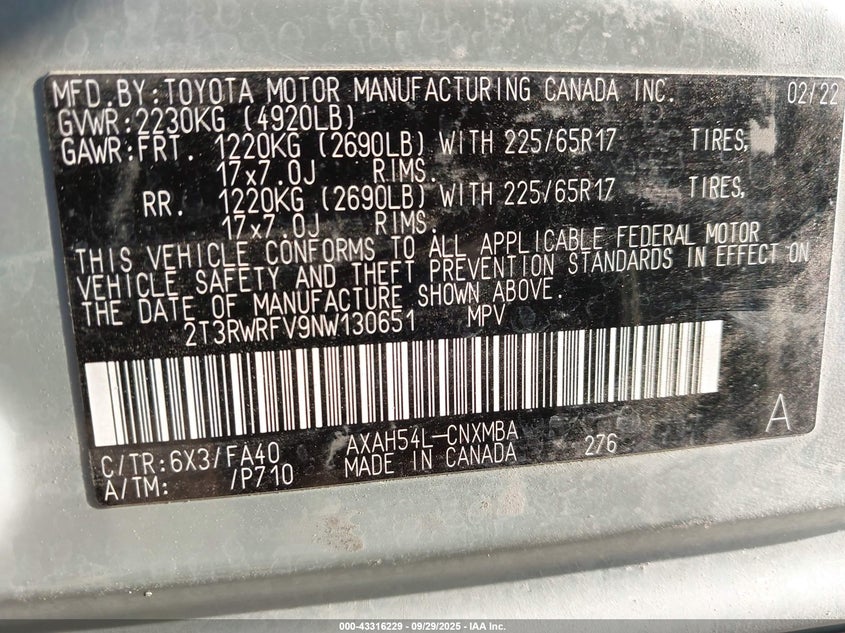 MFD.BY:TOYOTA MOTOR MANUFACTURING CANADA INC. 02/22
GVWR:2230KG (4920LB)
GAWR:FRT. 1220KG (2690LB) WITH 225/65R17 TIRES,
17x7.0J RIMS.
RR. 1220KG (2690LB) WITH 225/65R17 TIRES,
17x7.0J RIMS.
THIS VEHICLE CONFORMS TO ALL APPLICABLE FEDERAL MOTOR
VEHICLE SAFETY AND THEFT PREVENTION STANDARDS IN EFFECT ON
THE DATE OF MANUFACTURE SHOWN ABOVE.
2T3RWRFV9NW130651 MPV
A
C/TR:6X3/FA40 AXAH54L-CNXMBA
A/TM: /P710 MADE IN CANADA 276
000-43316229 - 09/29/2025 - IAA Inc.